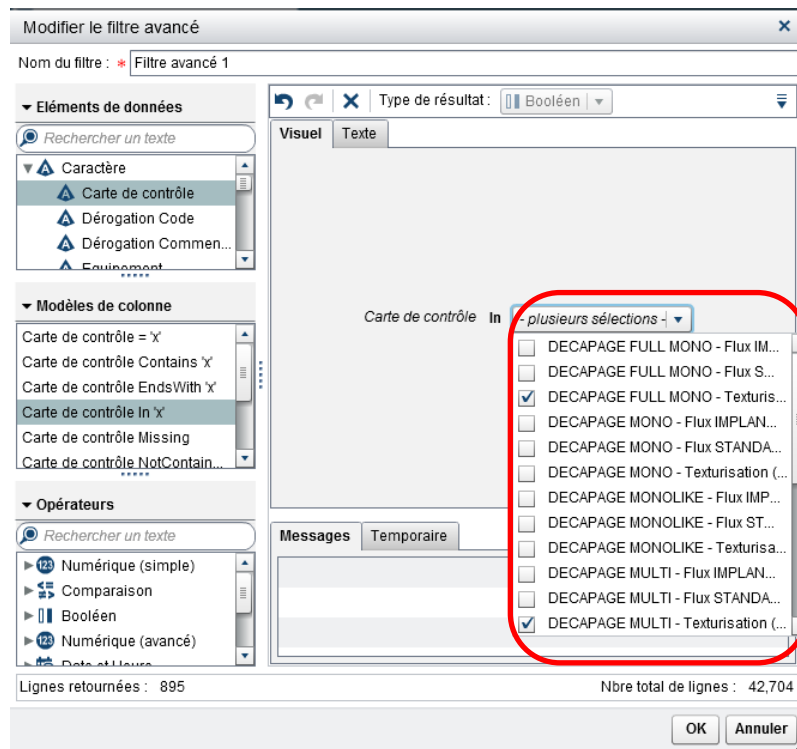 Modifier le filtre avancé
Nom du filtre : * Filtre avancé 1
Eléments de données
Rechercher un texte
Caractère
Carte de contrôle
Dérogation Code
Dérogation Commen...
Equipement
Modèles de colonne
Carte de contrôle = 'x'
Carte de contrôle Contains 'x'
Carte de contrôle EndsWith 'x'
Carte de contrôle In 'x'
Carte de contrôle Missing
Carte de contrôle NotContain...
Opérateurs
Rechercher un texte
Numérique (simple)
Comparaison
Booléen
Numérique (avancé)
Date et Heure
Type de résultat : Booléen
Visuel Texte
Carte de contrôle In - plusieurs sélections -
DECAPAGE FULL MONO - Flux IM...
DECAPAGE FULL MONO - Flux S...
DECAPAGE FULL MONO - Texturis...
DECAPAGE MONO - Flux IMPLAN...
DECAPAGE MONO - Flux STANDA...
DECAPAGE MONO - Texturisation (...
DECAPAGE MONOLIKE - Flux IMP...
DECAPAGE MONOLIKE - Flux ST...
DECAPAGE MONOLIKE - Texturisa...
DECAPAGE MULTI - Flux IMPLAN...
DECAPAGE MULTI - Flux STANDA...
DECAPAGE MULTI - Texturisation (...
Messages Temporaire
Lignes retournées : 895
Nbre total de lignes : 42,704
OK Annuler